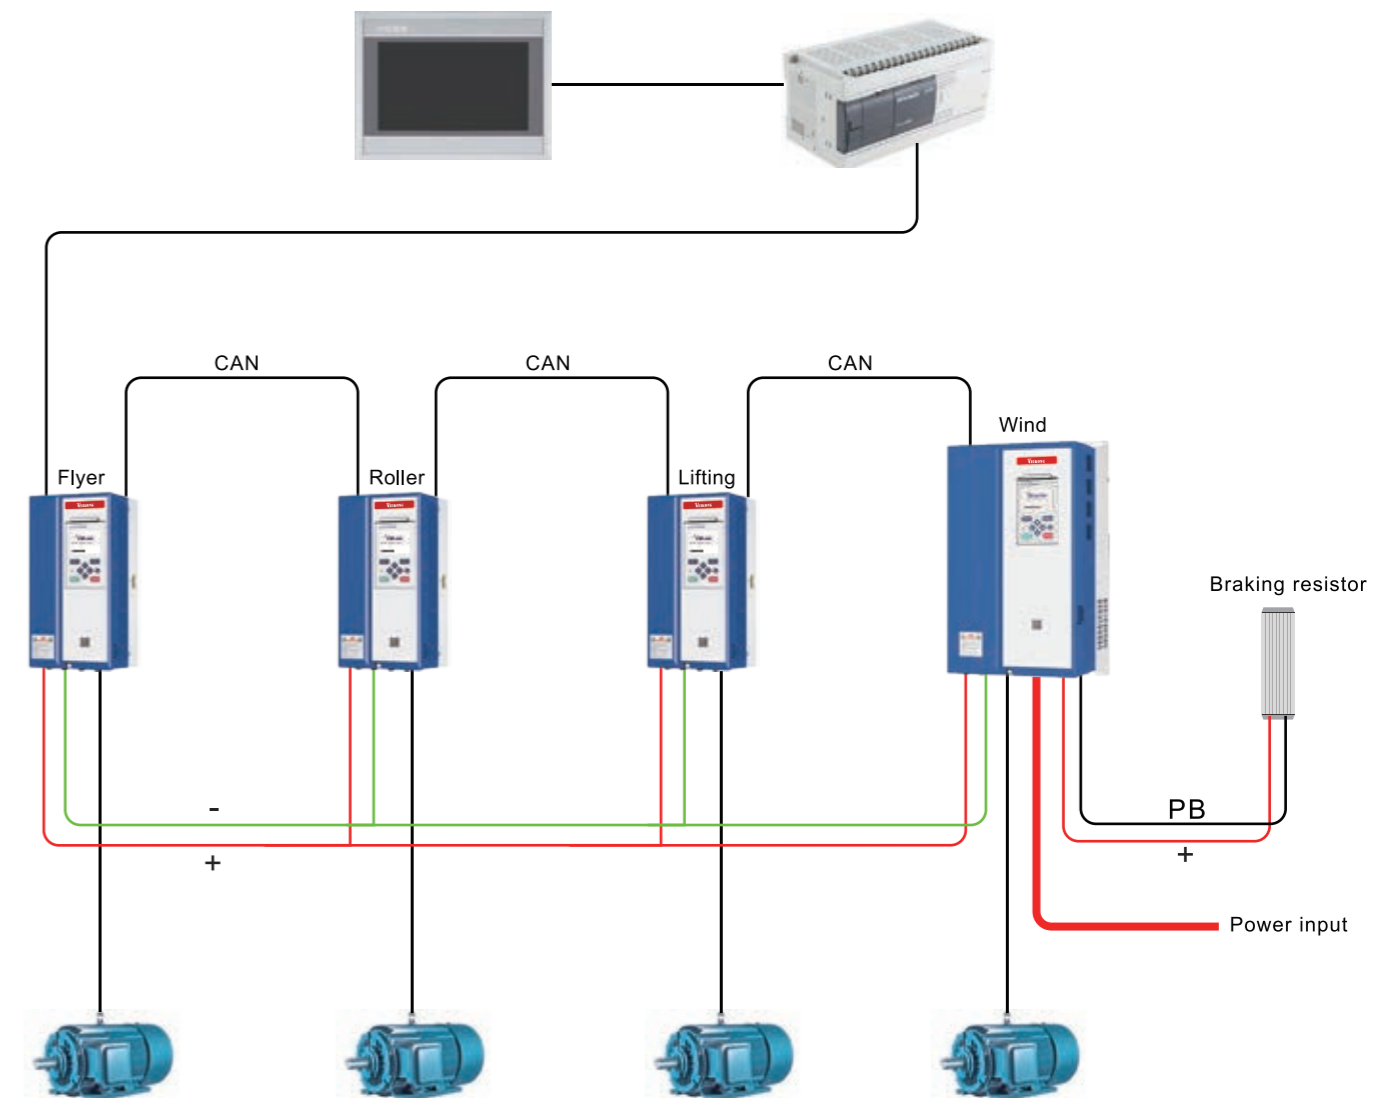 CAN
CAN
CAN
Wind
Flyer
Roller
Lifting
Braking resistor
-
PB
+
+
Power input